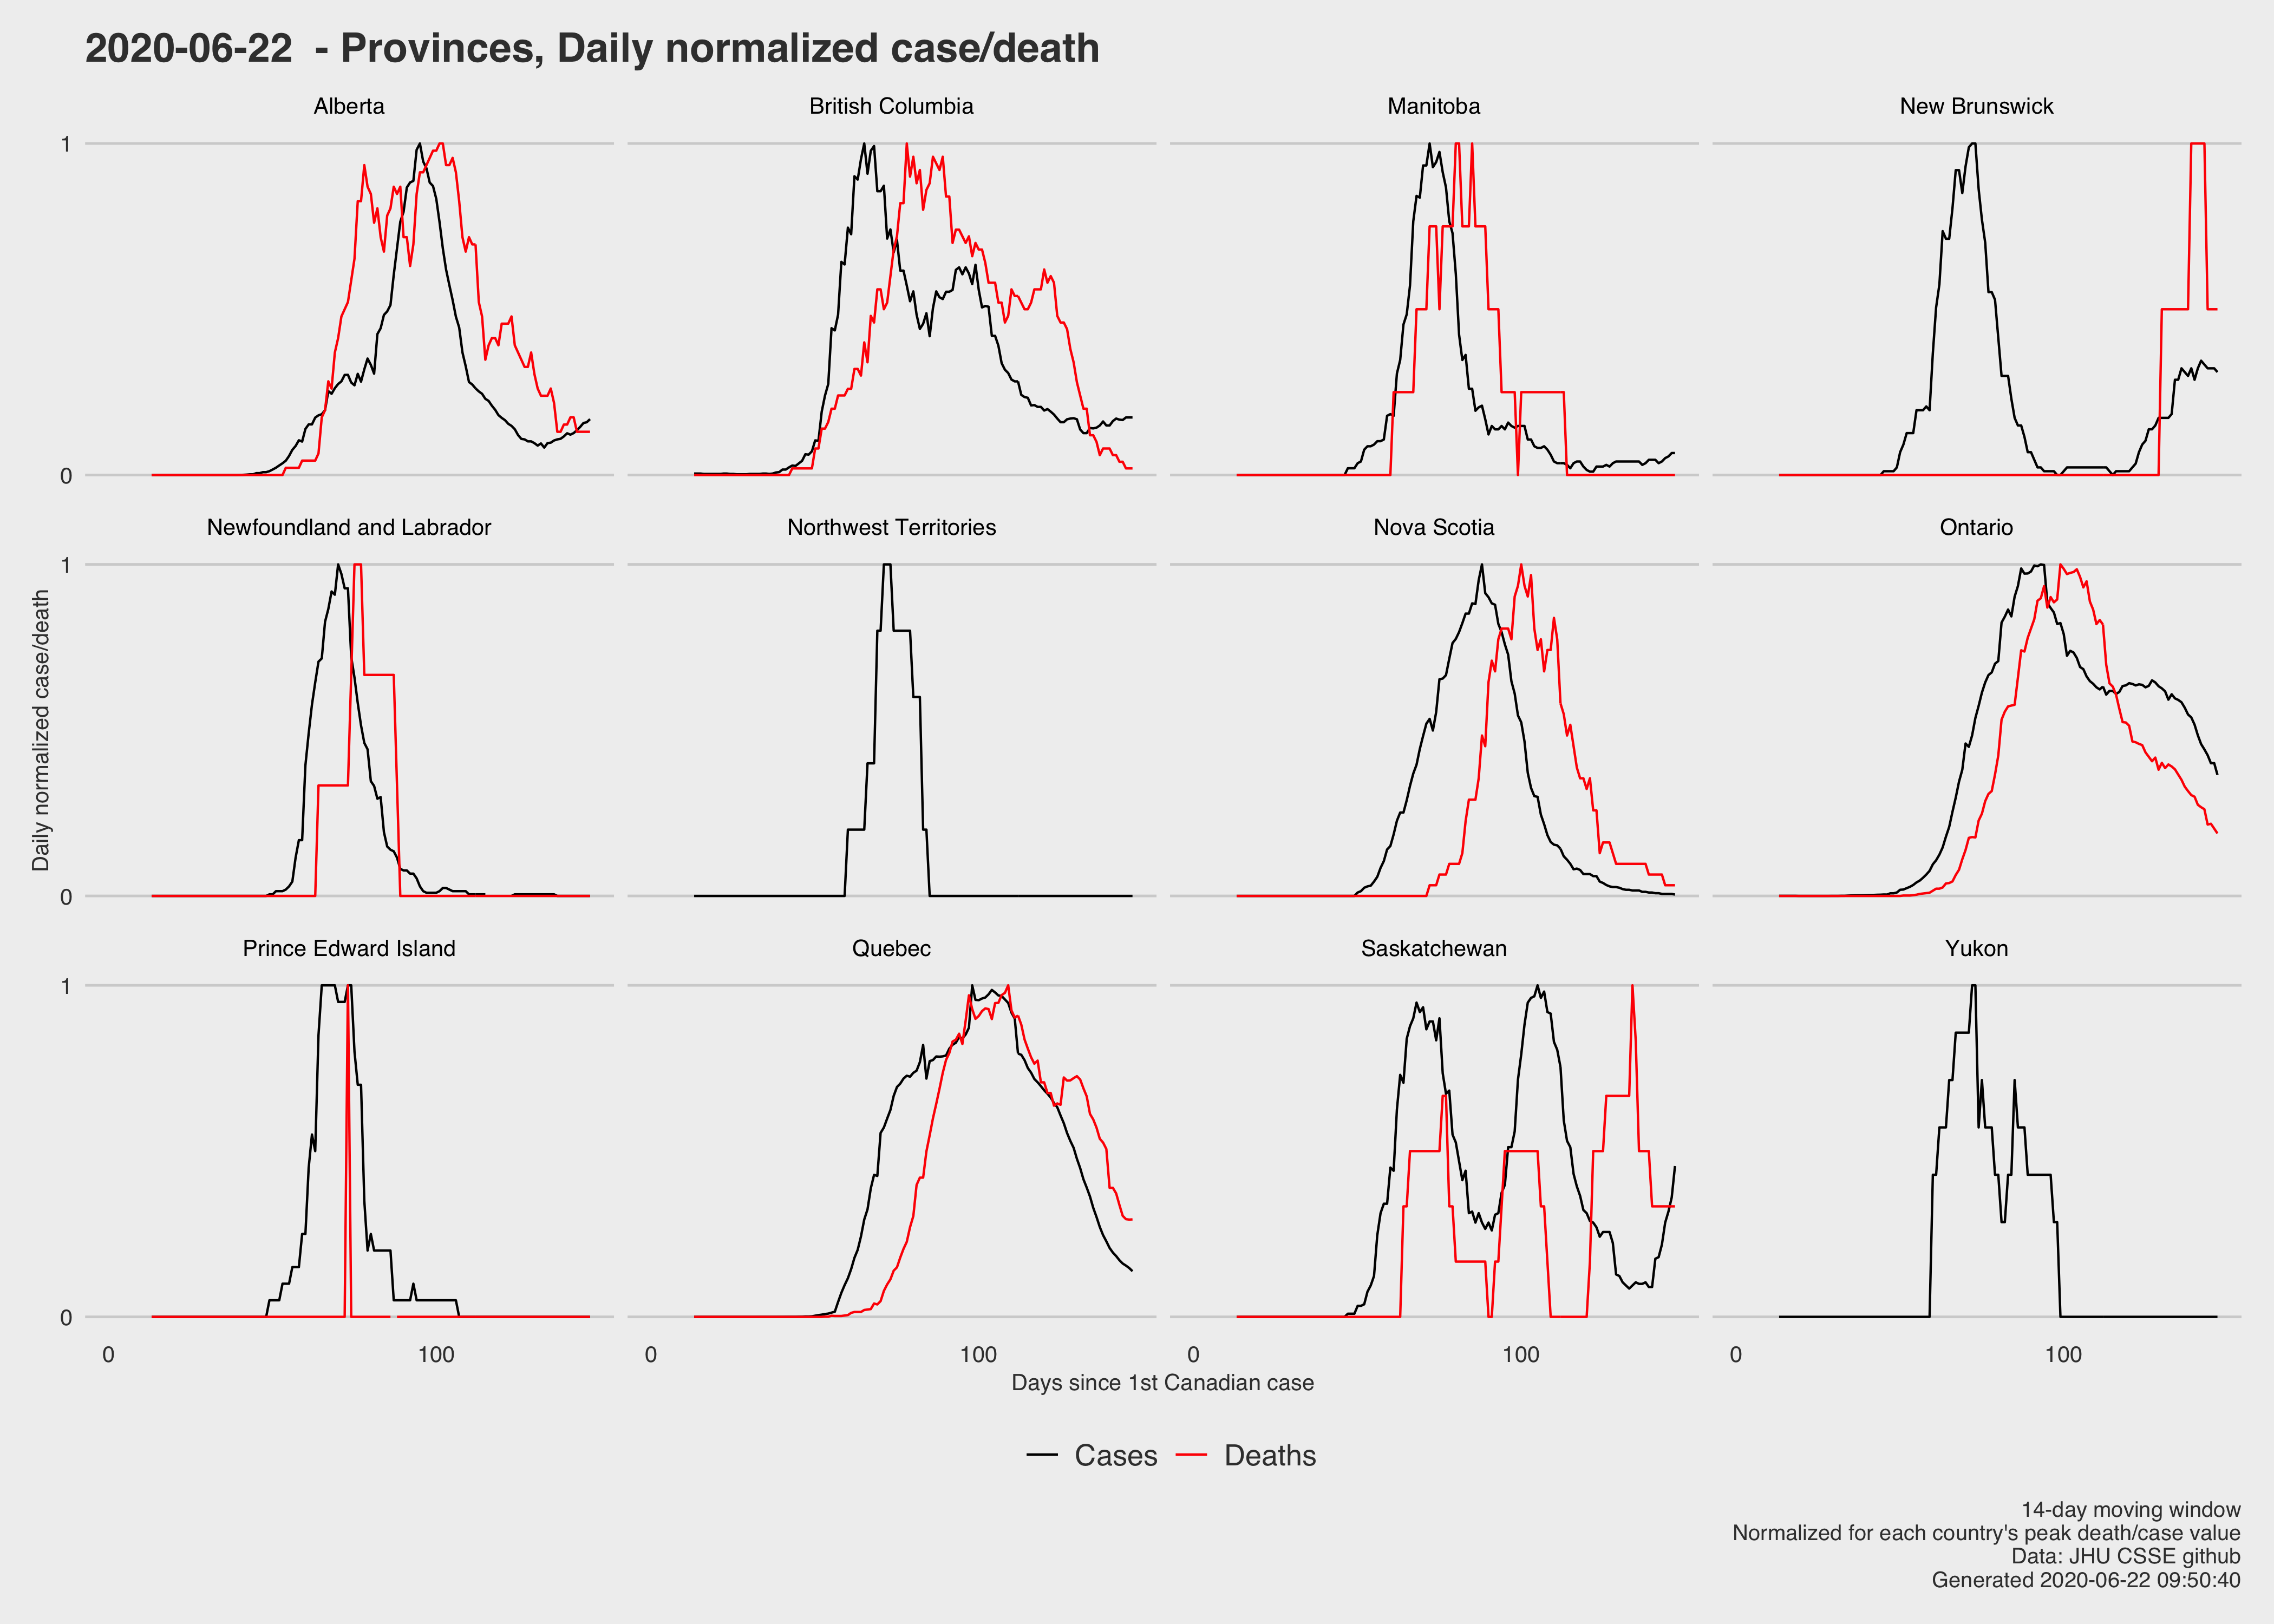 2020-06-22  - Provinces, Daily normalized case/death
Alberta
British Columbia
Manitoba
New Brunswick
1
0
Newfoundland and Labrador
Northwest Territories
Nova Scotia
Ontario
1
0
Daily normalized case/death
Prince Edward Island
Quebec
Saskatchewan
Yukon
1
0
0 100 0 100 0 100 0 100
Days since 1st Canadian case
Cases Deaths
14-day moving window
Normalized for each country's peak death/case value
Data: JHU CSSE github
Generated 2020-06-22 09:50:40